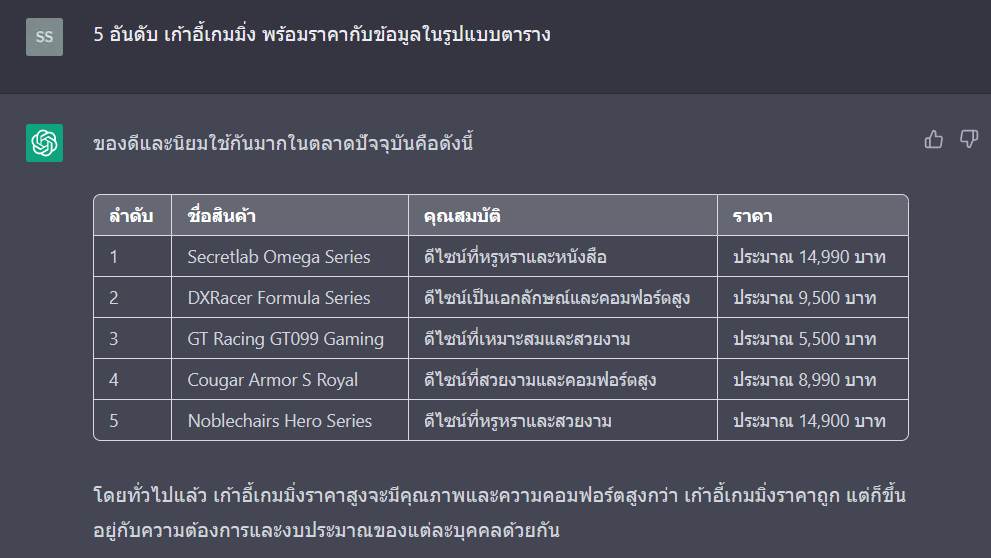 SS
5 อันดับ เก้าอี้เกมมิ่ง พร้อมราคากับข้อมูลในรูปแบบตาราง
ของดีและนิยมใช้กันมากในตลาดปัจจุบันคือดังนี้
ลำดับ ชื่อสินค้า คุณสมบัติ ราคา
1 Secretlab Omega Series ดีไซน์ที่หรูหราและหนังสือ ประมาณ 14,990 บาท
2 DXRacer Formula Series ดีไซน์เป็นเอกลักษณ์และคอมฟอร์ตสูง ประมาณ 9,500 บาท
3 GT Racing GT099 Gaming ดีไซน์ที่เหมาะสมและสวยงาม ประมาณ 5,500 บาท
4 Cougar Armor S Royal ดีไซน์ที่สวยงามและคอมฟอร์ตสูง ประมาณ 8,990 บาท
5 Noblechairs Hero Series ดีไซน์ที่หรูหราและสวยงาม ประมาณ 14,900 บาท
โดยทั่วไปแล้ว เก้าอี้เกมมิ่งราคาสูงจะมีคุณภาพและความคอมฟอร์ตสูงกว่า เก้าอี้เกมมิ่งราคาถูก แต่ก็ขึ้น
อยู่กับความต้องการและงบประมาณของแต่ละบุคคลด้วยกัน